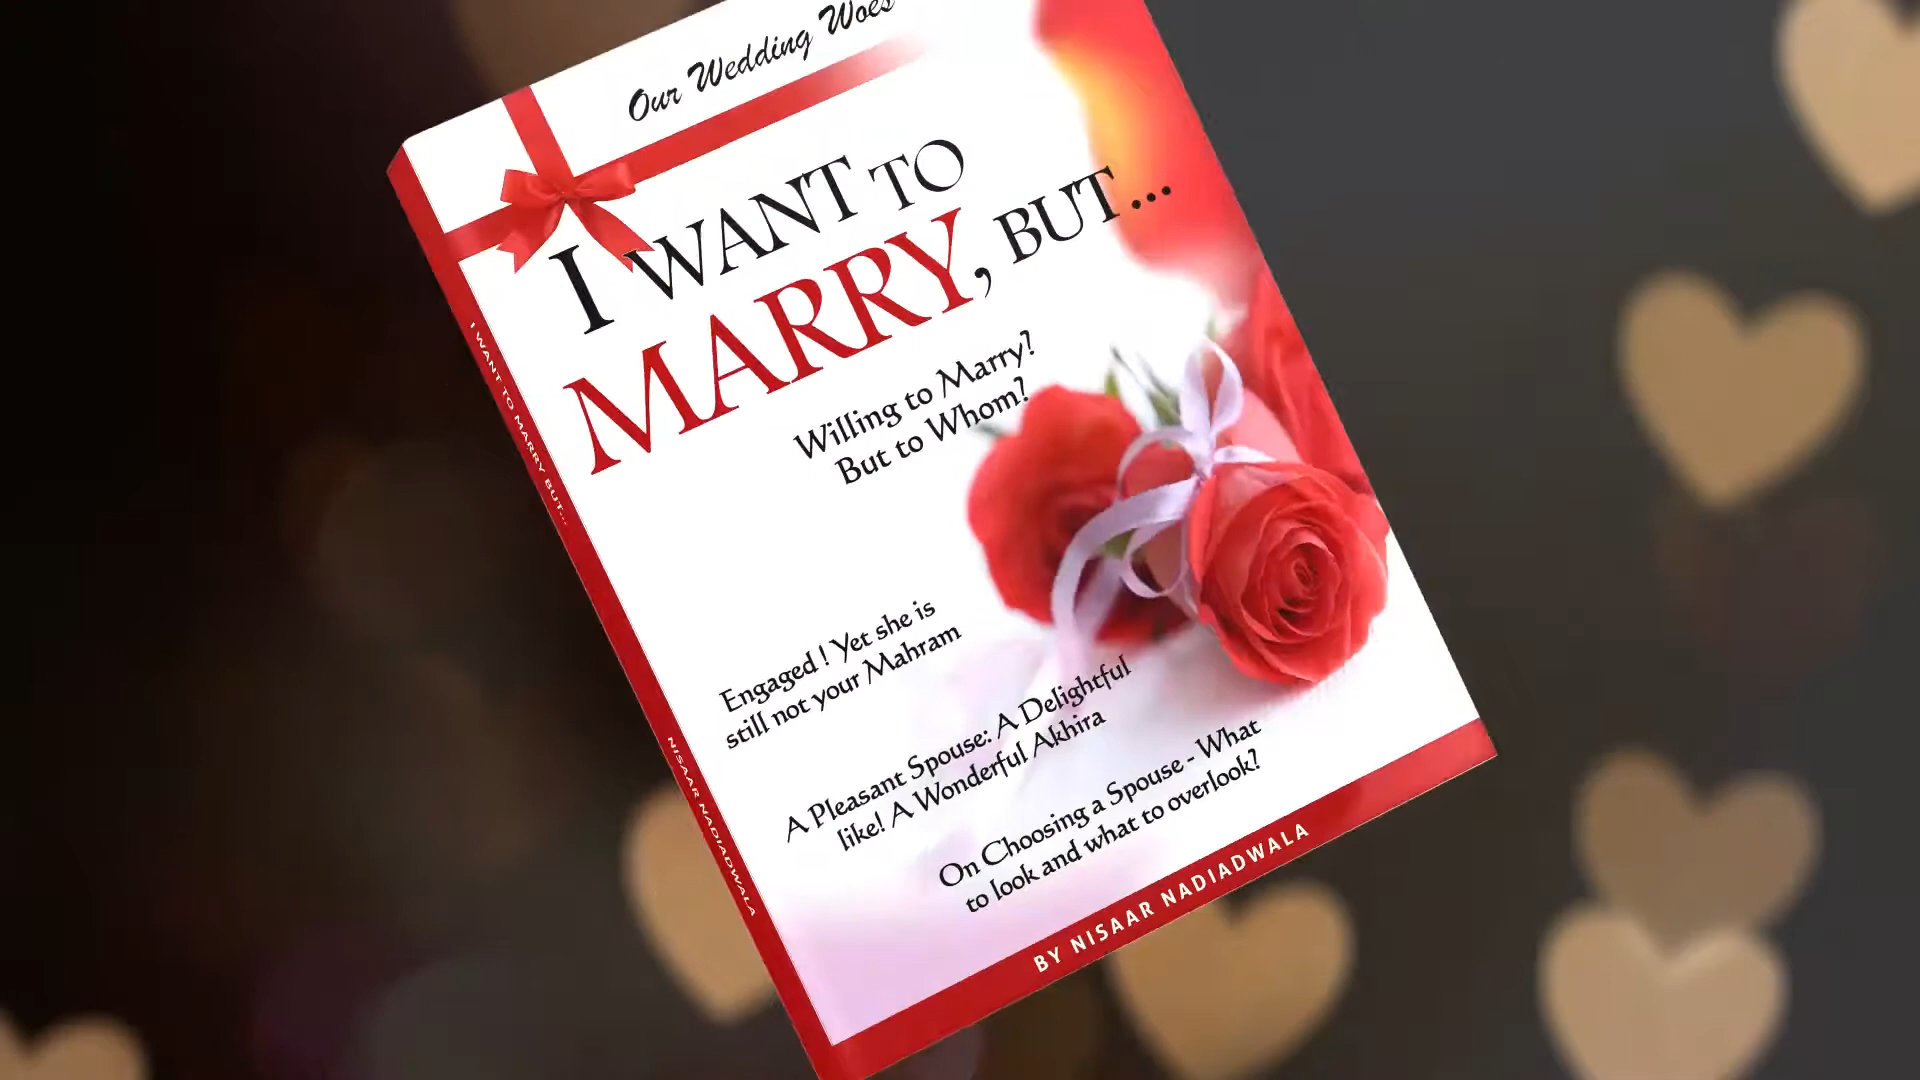 Our Wedding Woes
I WANT TO
MARRY, BUT...
Willing to Marry?
But to Whom?
Engaged ! Yet she is
still not your Mahram
A Pleasant Spouse: A Delightful
like! A Wonderful Akhira
On Choosing a Spouse - What
to look and what to overlook?
BY NISAAR NADIADWALA
I WANT TO MARRY BUT...
NISAAR NADIADWALA